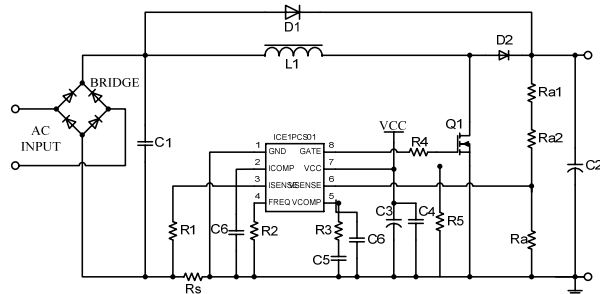 D1
L1
D2
BRIDGE
AC
INPUT
C1
ICE1PCS01
1 GND GATE 8
2 ICOMP VCC 7
3 ISENSE VSENSE 6
4 FREQ VCOMP 5
VCC
R4
Q1
Ra1
Ra2
C2
R1
C6
R2
R3
C5
C6
C3
C4
R5
Ra
Rs